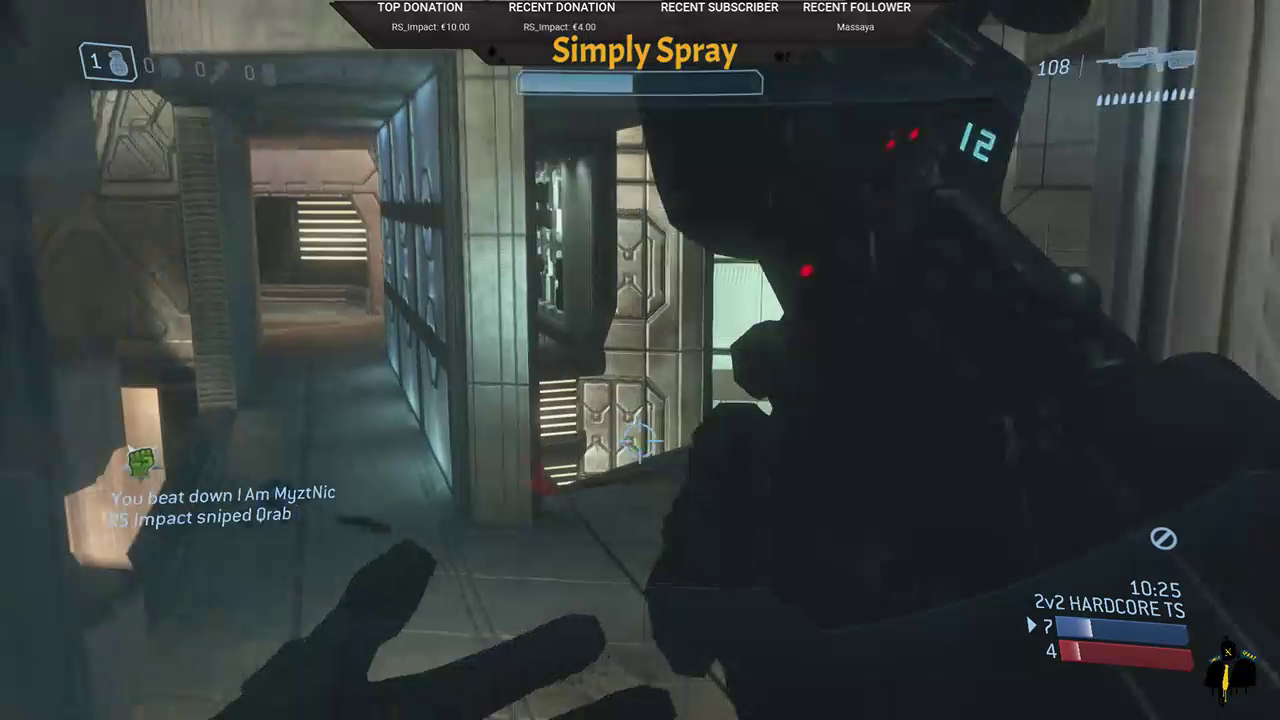 TOP DONATION
RECENT DONATION
RECENT SUBSCRIBER
RECENT FOLLOWER
RS_Impact: €10.00
RS_Impact: €4.00
Massaya
Simply Spray
1
0
0
0
108
12
You beat down I Am MyztNic
RS Impact sniped Qrab
10:25
2v2 HARDCORE TS
7
4